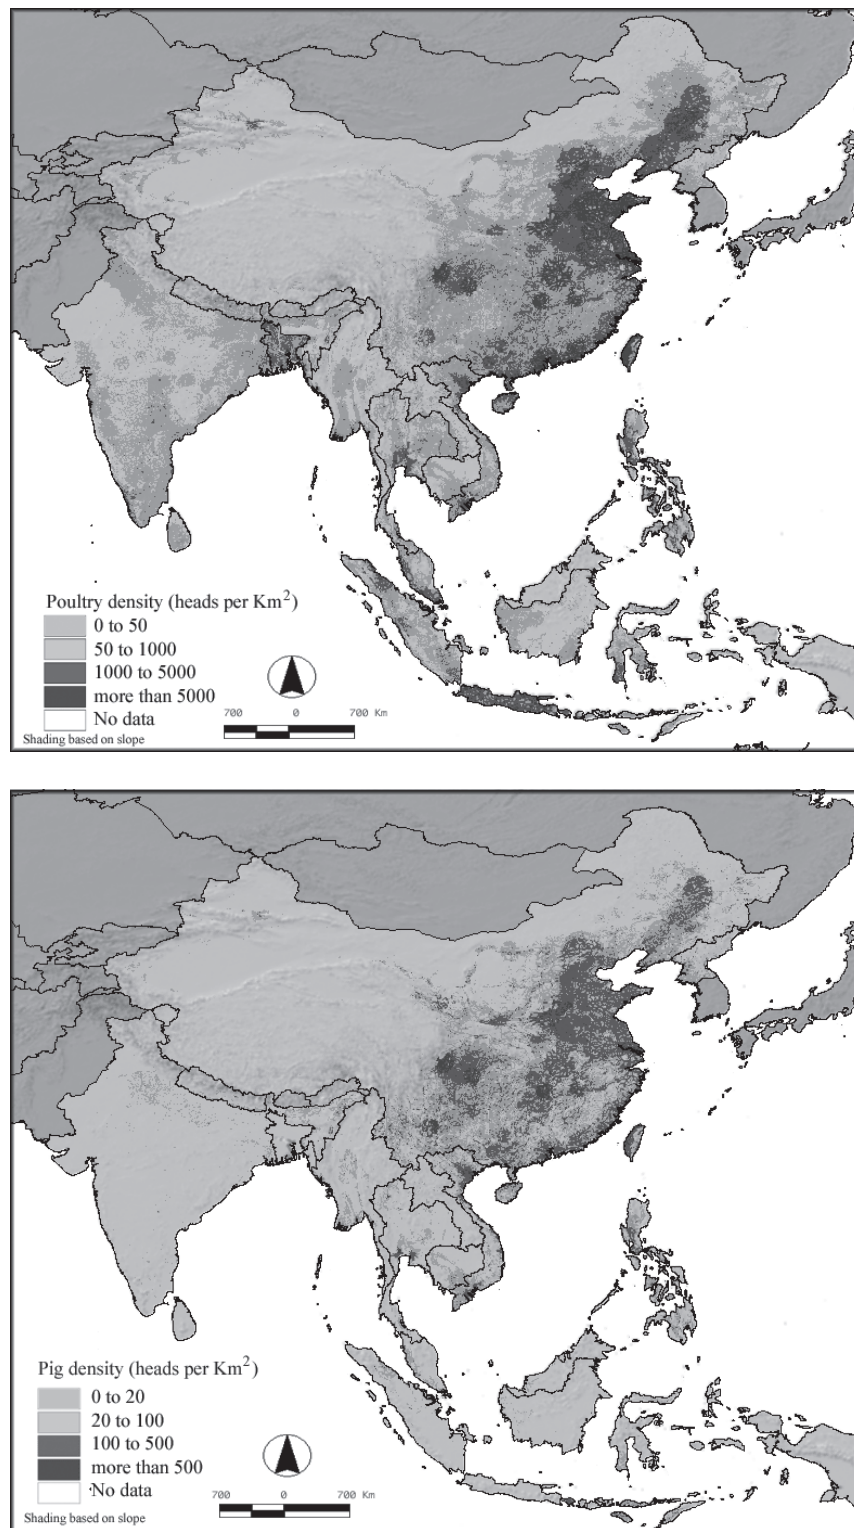 Poultry density (heads per Km2)
0 to 50
50 to 1000
1000 to 5000
more than 5000
No data
Shading based on slope
700 0 700 Km
Pig density (heads per Km2)
0 to 20
20 to 100
100 to 500
more than 500
No data
Shading based on slope
700 0 700 Km